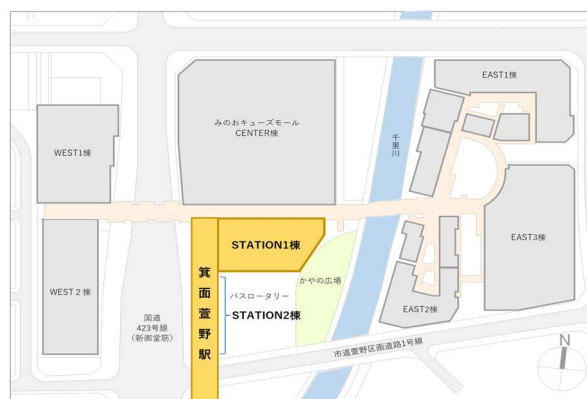 EAST1棟
みのおキューズモール
CENTER棟
千里川
WEST1棟
STATION1棟
EAST3棟
箕面萱野駅
かやの広場
WEST2棟
バスロータリー
STATION2棟
EAST2棟
国道
423号線
(新御堂筋)
市道萱野区画道路1号線
N